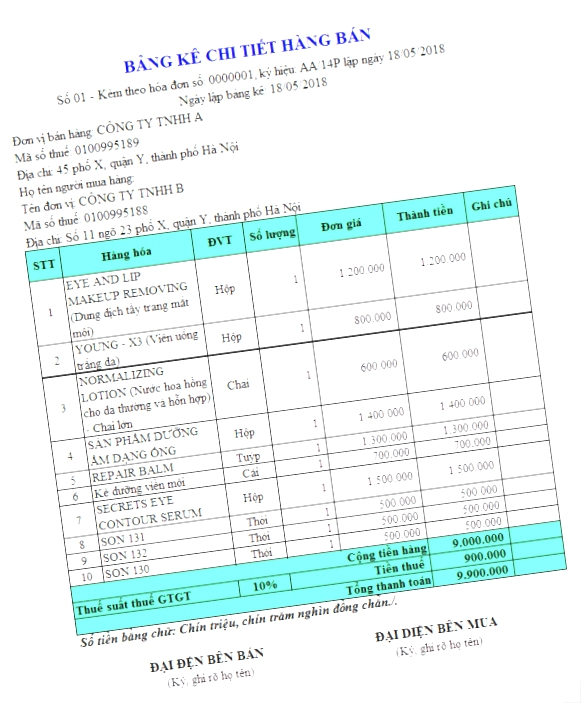 BẢNG KÊ CHI TIẾT HÀNG BÁN
Số 01 - Kèm theo hóa đơn số 0000001, ký hiệu AA/14P lập ngày 18/05/2018
Ngày lập bảng kê 18/05/2018
Đơn vị bán hàng: CÔNG TY TNHH A
Mã số thuế: 0100995189
Địa chỉ: 45 phố X, quận Y, thành phố Hà Nội
Họ tên người mua hàng:
Tên đơn vị: CÔNG TY TNHH B
Mã số thuế: 0100995188
Địa chỉ: Số 11 ngõ 23 phố X, quận Y, thành phố Hà Nội
STT Hàng hóa ĐVT Số lượng Đơn giá Thành tiền Ghi chú
1 EYE AND LIP MAKEUP REMOVING (Dung dịch tẩy trang mắt môi) Hộp 1 1.200.000 1.200.000
2 YOUNG - X3 (Viên uống trắng da) Hộp 1 800.000 800.000
3 NORMALIZING LOTION (Nước hoa hồng cho da thường và hỗn hợp) - Chai lớn Chai 1 600.000 600.000
4 SẢN PHẨM DƯỠNG ẨM DẠNG ỐNG Hộp 1 1.400.000 1.400.000
5 REPAIR BALM Tuýp 1 1.300.000 1.300.000
6 Kẻ dưỡng viền môi Cái 1 700.000 700.000
7 SECRETS EYE CONTOUR SERUM Hộp 1 1.500.000 1.500.000
8 SON 131 Thỏi 1 500.000 500.000
9 SON 132 Thỏi 1 500.000 500.000
10 SON 130 Thỏi 1 500.000 500.000
Cộng tiền hàng 9.000.000
Thuế suất thuế GTGT 10% Tiền thuế 900.000
Tổng thanh toán 9.900.000
Số tiền bằng chữ: Chín triệu, chín trăm nghìn đồng chẵn./.
ĐẠI ĐỆN BÊN BÁN
(Ký, ghi rõ họ tên)
ĐẠI DIỆN BÊN MUA
(Ký, ghi rõ họ tên)